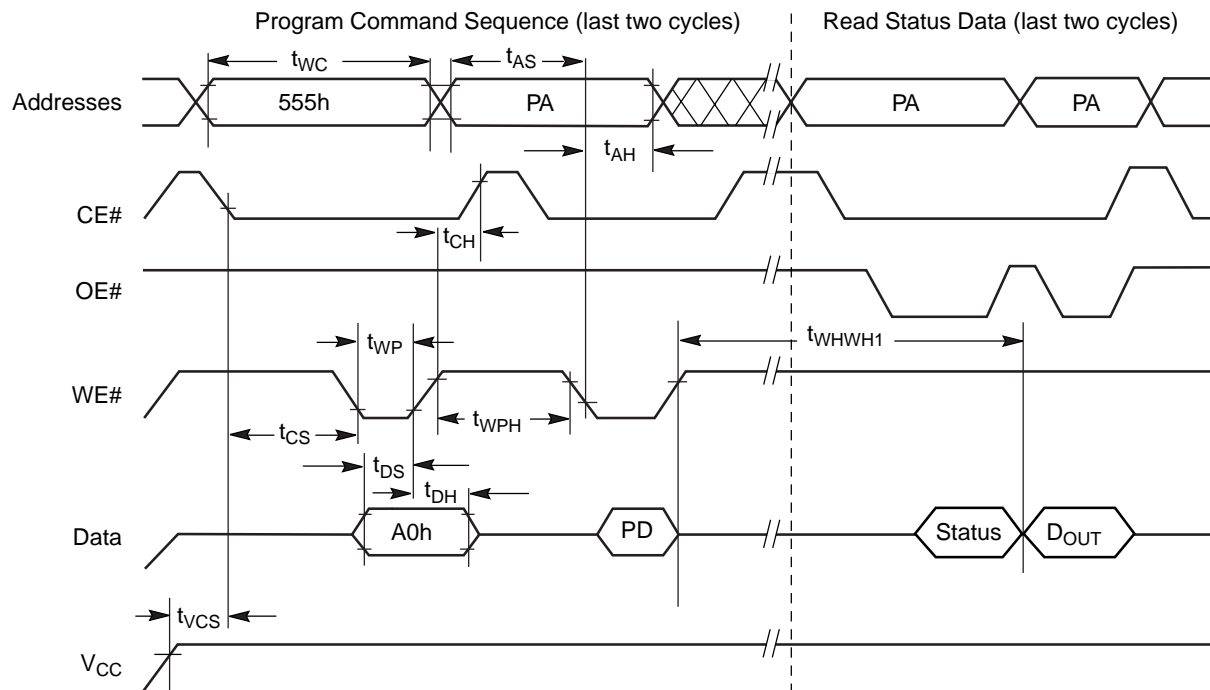 Program Command Sequence (last two cycles)
Read Status Data (last two cycles)
tWC
tAS
Addresses
555h
PA
PA
PA
tAH
CE#
tCH
OE#
tWP
tWHWH1
WE#
tWPH
tCS
tDS
tDH
Data
A0h
PD
Status
DOUT
tVCS
VCC